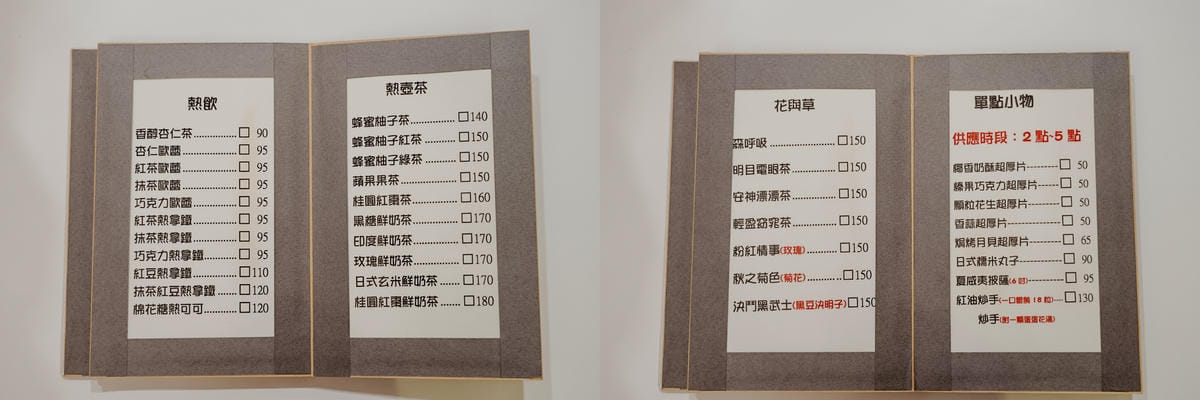 熱飲
香醇杏仁茶............... □ 90
杏仁歐蕾.................. □ 95
紅茶歐蕾.................. □ 95
抹茶歐蕾.................. □ 95
巧克力歐蕾............... □ 95
紅茶熱拿鐵............... □ 95
抹茶熱拿鐵............... □ 95
巧克力熱拿鐵........... □ 95
紅豆熱拿鐵............... □110
抹茶紅豆熱拿鐵....... □120
棉花糖熱可可........... □120
熱壺茶
蜂蜜柚子茶............... □140
蜂蜜柚子紅茶........... □150
蜂蜜柚子綠茶........... □150
蘋果果茶.................. □150
桂圓紅棗茶............... □160
黑糖鮮奶茶............... □170
印度鮮奶茶............... □170
玫瑰鮮奶茶............... □170
日式玄米鮮奶茶....... □170
桂圓紅棗鮮奶茶....... □180
花與草
森呼吸 ..................... □150
明目電眼茶............... □150
安神漂漂茶............... □150
輕盈窈窕茶............... □150
粉紅情事(玫瑰)......... □150
秋之菊色(菊花).......... □150
決鬥黑武士(黑豆決明子) □150
單點小物
供應時段：2 點~5 點
楊香奶酥超厚片--------- □ 50
榛果巧克力超厚片------- □ 50
顆粒花生超厚片--------- □ 50
香蒜超厚片------------- □ 50
焗烤月見超厚片--------- □ 65
日式糯米丸子----------- □ 90
夏威夷披薩(6 吋)------- □ 95
紅油炒手(一口餛飩 18 粒)---- □130
炒手(附一顆蛋蛋花湯)